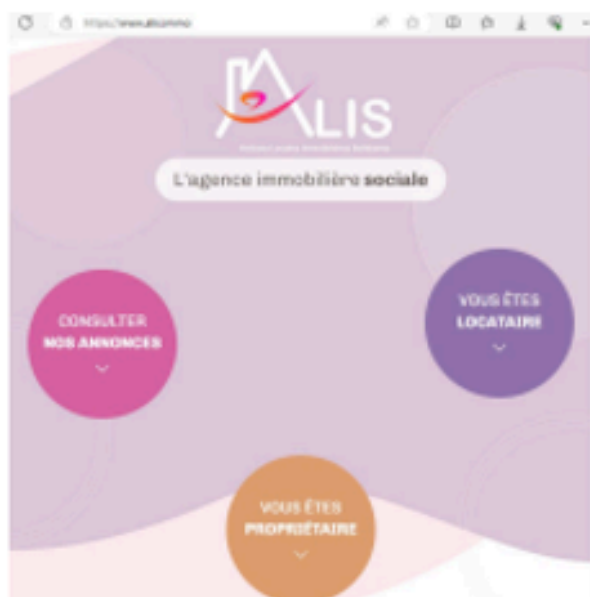 ALIS
L'agence immobilière sociale
CONSULTER
NOS ANNONCES
VOUS ÊTES
LOCATAIRE
VOUS ÊTES
PROPRIÉTAIRE